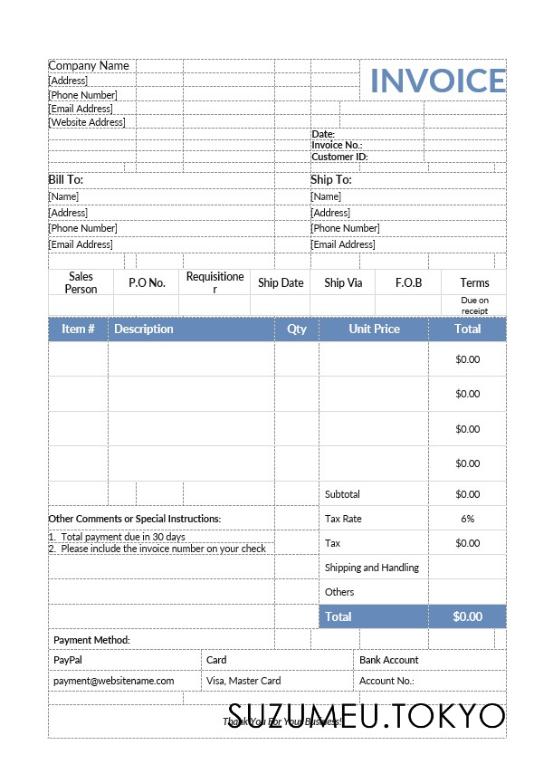 Company Name
INVOICE
[Address]
[Phone Number]
[Email Address]
[Website Address]
Date:
Invoice No.:
Customer ID:
Bill To: Ship To:
[Name] [Name]
[Address] [Address]
[Phone Number] [Phone Number]
[Email Address] [Email Address]
Sales Person P.O No. Requisitioner Ship Date Ship Via F.O.B Terms
Due on receipt
Item # Description Qty Unit Price Total
$0.00
$0.00
$0.00
$0.00
Subtotal $0.00
Other Comments or Special Instructions: Tax Rate 6%
1. Total payment due in 30 days
2. Please include the invoice number on your check
Tax $0.00
Shipping and Handling
Others
Total $0.00
Payment Method:
PayPal Card Bank Account
payment@websitename.com Visa, Master Card Account No.:
Thank You For Your Business!
SUZUMEU.TOKYO